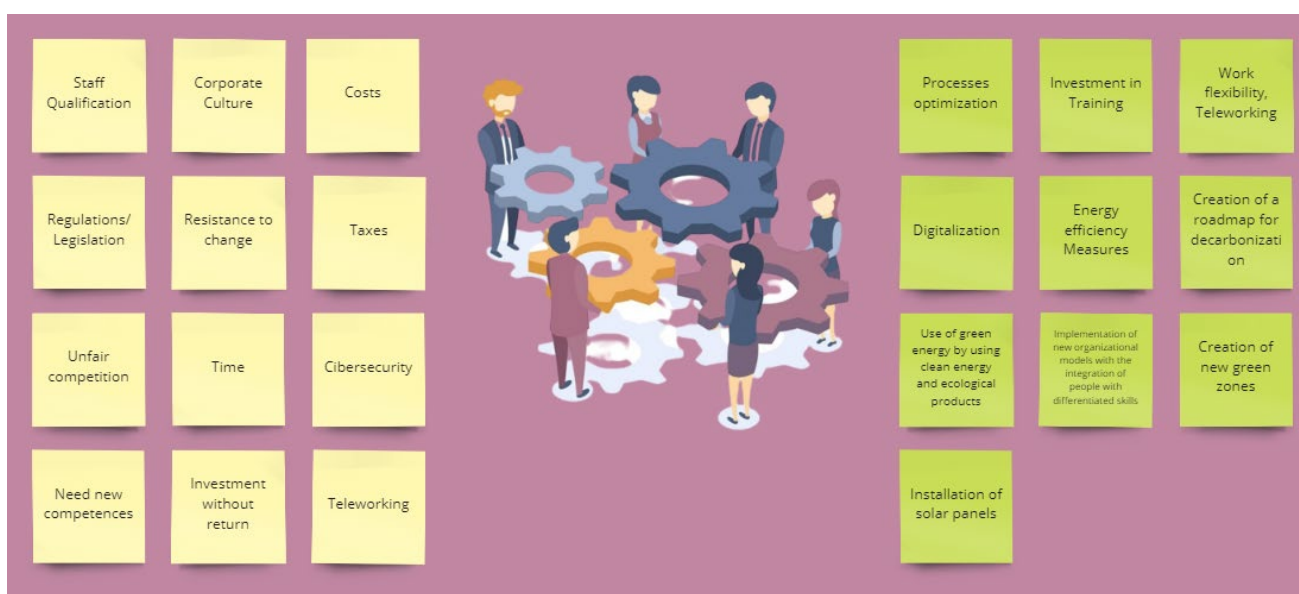 Staff
Qualification
Corporate
Culture
Costs
Regulations/
Legislation
Resistance to
change
Taxes
Unfair
competition
Time
Cibersecurity
Need new
competences
Investment
without
return
Teleworking
Processes
optimization
Investment in
Training
Work
flexibility,
Teleworking
Digitalization
Energy
efficiency
Measures
Creation of a
roadmap for
decarbonizati
on
Use of green
energy by using
clean energy
and ecological
products
Implementation of
new organizational
models with the
integration of
people with
differentiated skills
Creation of
new green
zones
Installation of
solar panels